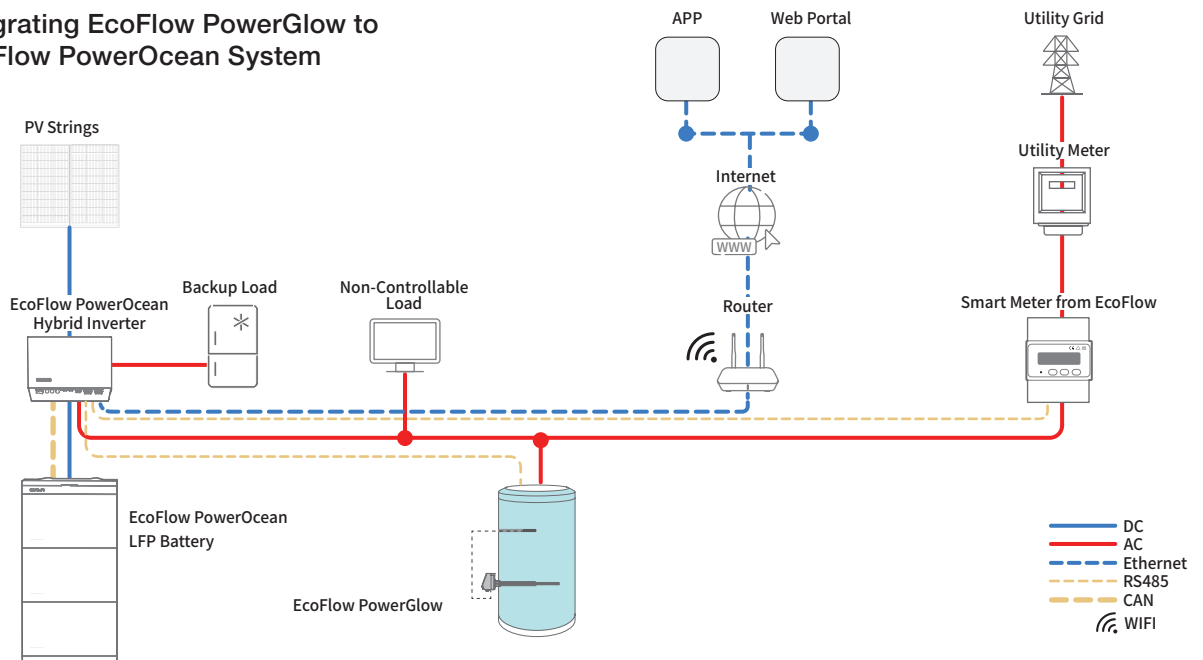 grating EcoFlow PowerGlow to
Flow PowerOcean System
APP
Web Portal
Utility Grid
PV Strings
Utility Meter
Internet
WWW
Backup Load
Non-Controllable
Load
EcoFlow PowerOcean
Hybrid Inverter
Router
Smart Meter from EcoFlow
EcoFlow PowerOcean
LFP Battery
EcoFlow PowerGlow
DC
AC
Ethernet
RS485
CAN
WIFI